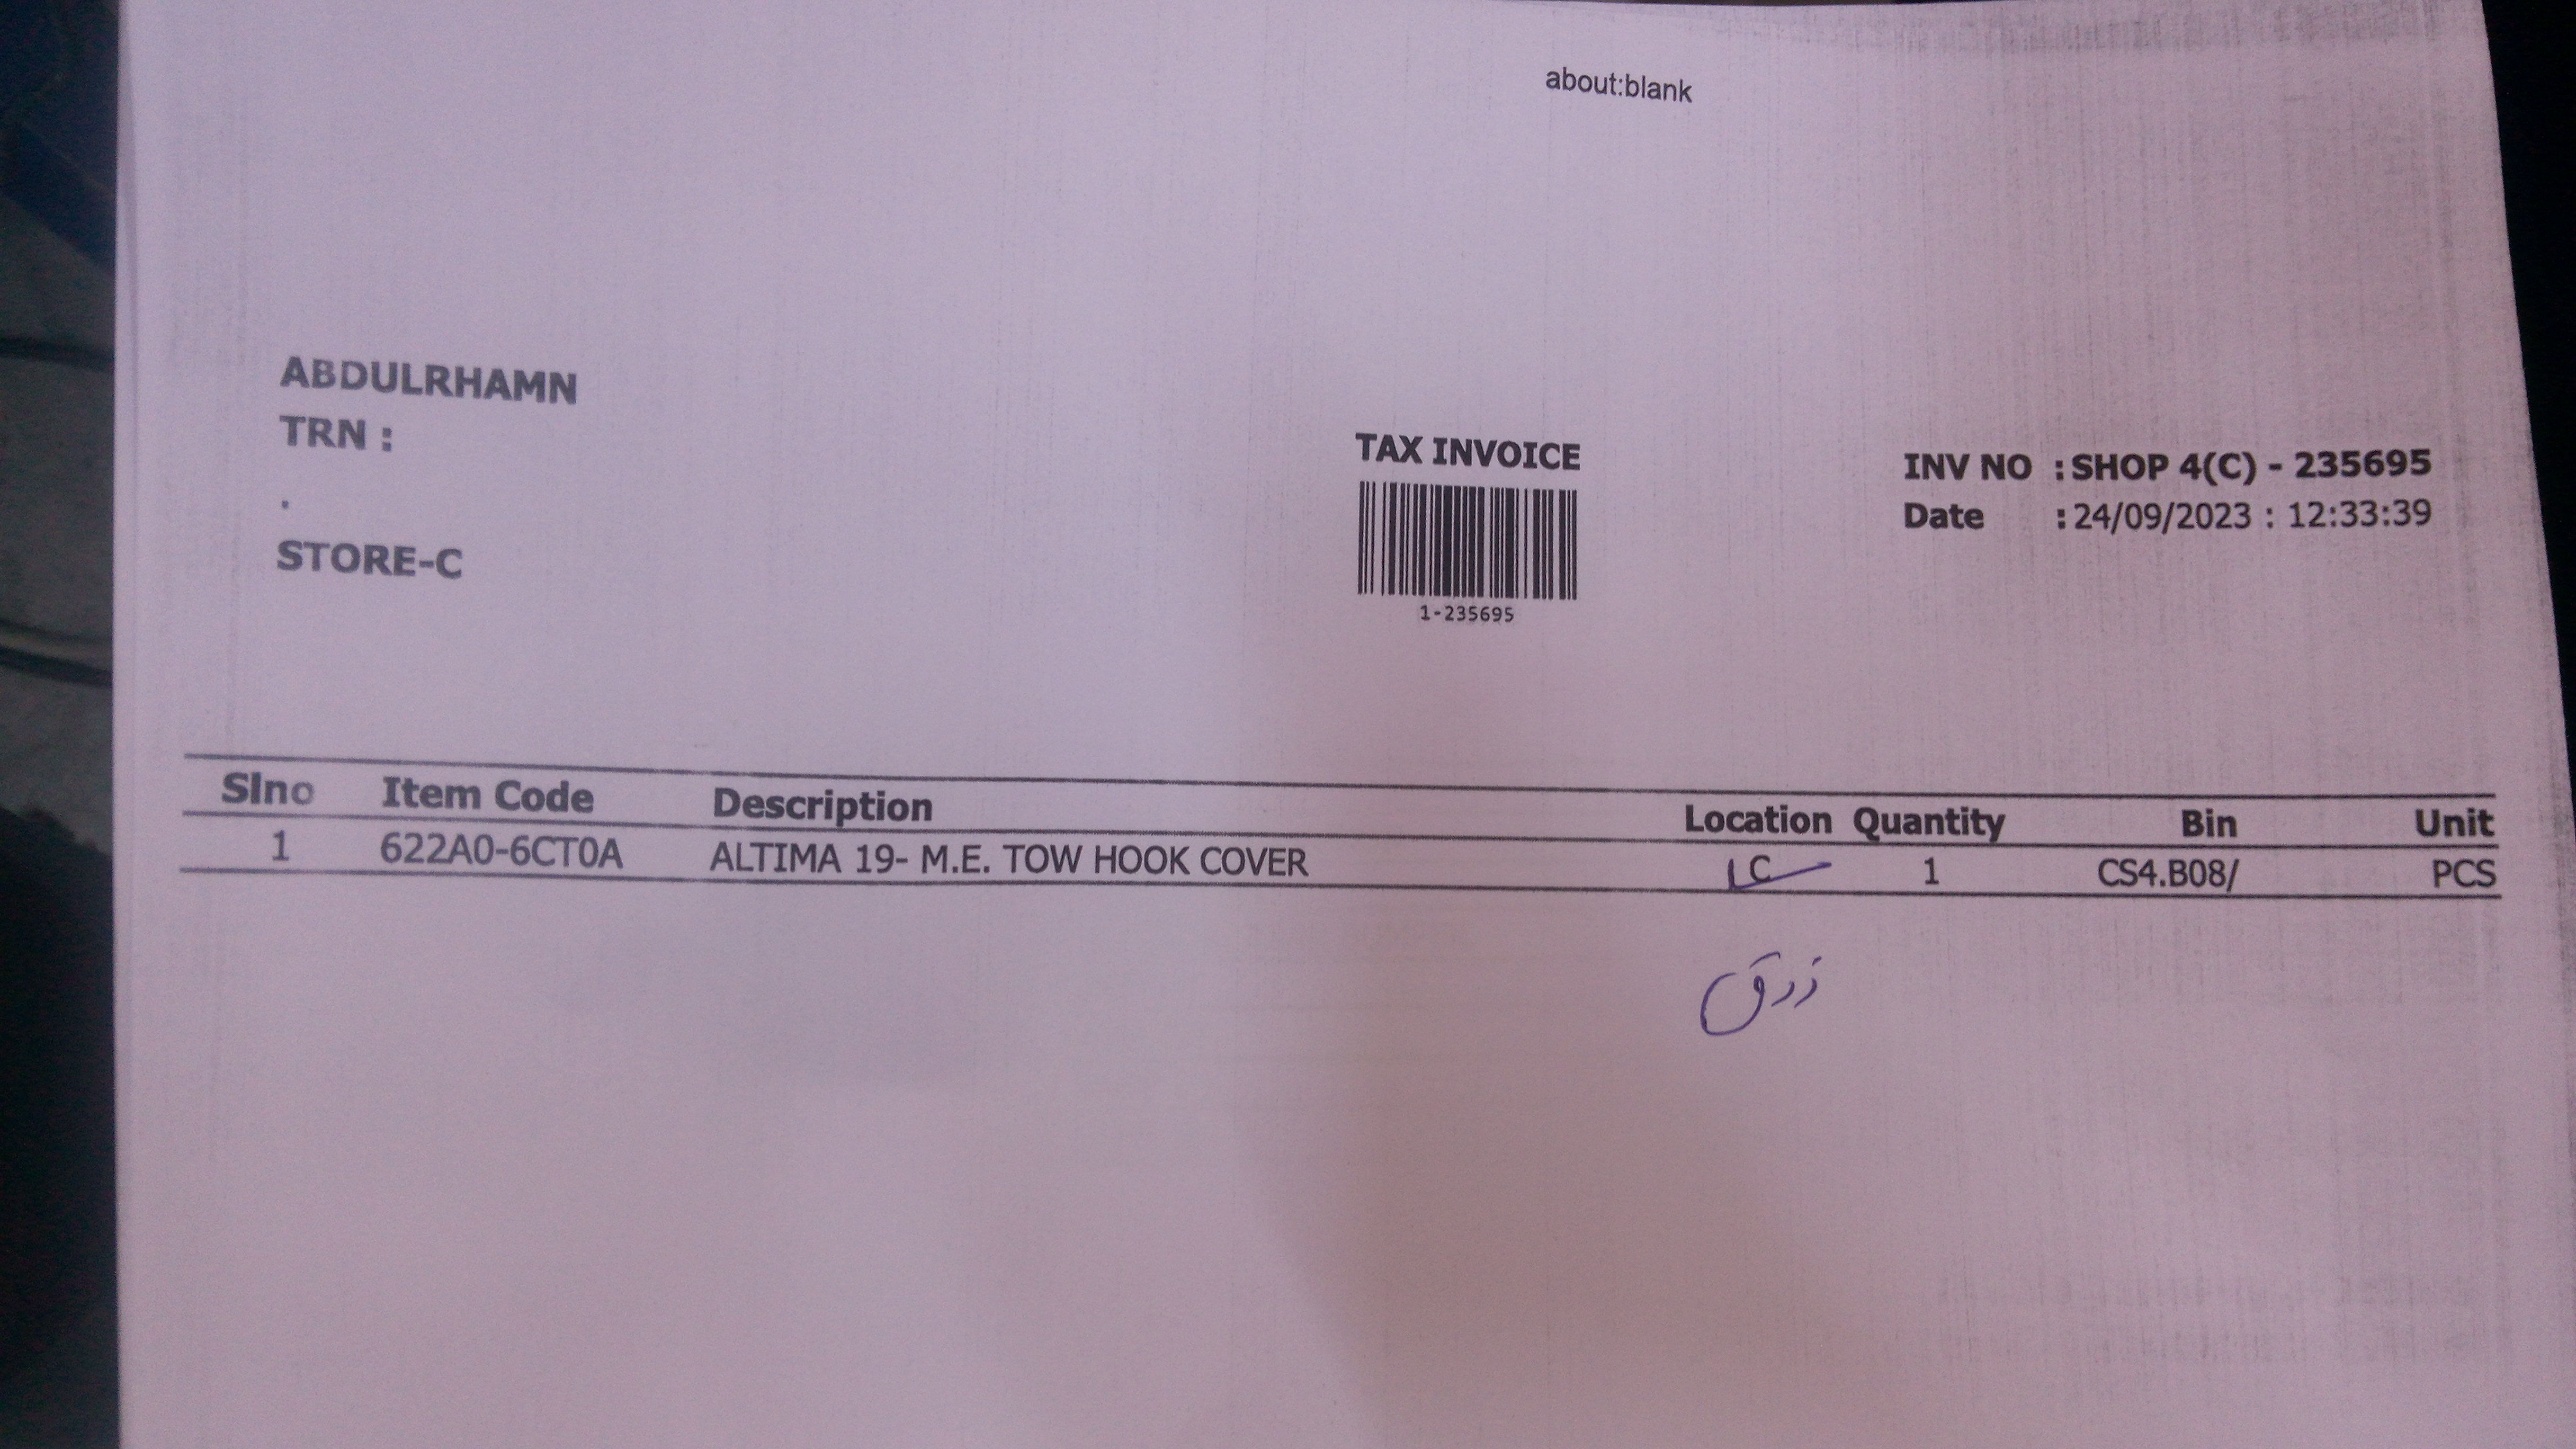 about:blank
ABDULRHAMN
TRN :
.
STORE-C
TAX INVOICE
1-235695
INV NO : SHOP 4(C) - 235695
Date : 24/09/2023 : 12:33:39
Slno Item Code Description Location Quantity Bin Unit
1 622A0-6CT0A ALTIMA 19- M.E. TOW HOOK COVER C 1 CS4.B08/ PCS